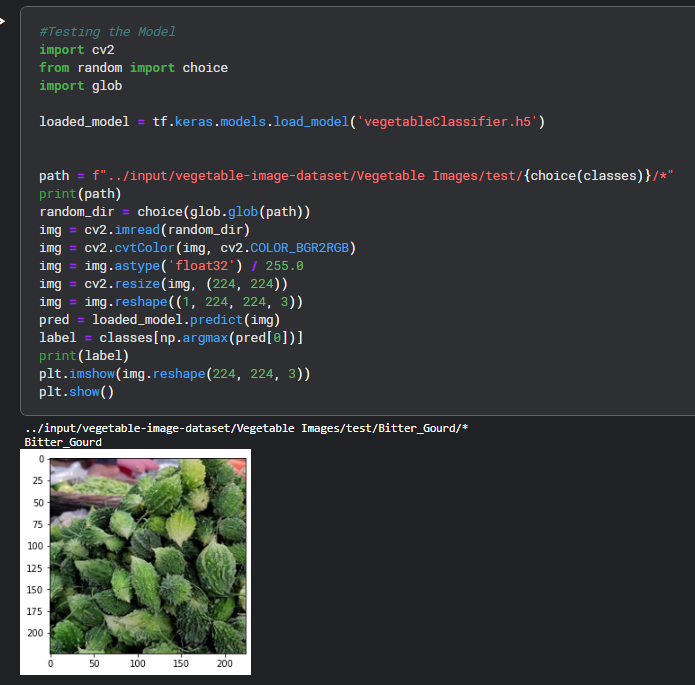 #Testing the Model
import cv2
from random import choice
import glob
loaded_model = tf.keras.models.load_model('vegetableClassifier.h5')
path = f"../input/vegetable-image-dataset/Vegetable Images/test/{choice(classes)}/*"
print(path)
random_dir = choice(glob.glob(path))
img = cv2.imread(random_dir)
img = cv2.cvtColor(img, cv2.COLOR_BGR2RGB)
img = img.astype('float32') / 255.0
img = cv2.resize(img, (224, 224))
img = img.reshape((1, 224, 224, 3))
pred = loaded_model.predict(img)
label = classes[np.argmax(pred[0])]
print(label)
plt.imshow(img.reshape(224, 224, 3))
plt.show()
../input/vegetable-image-dataset/Vegetable Images/test/Bitter_Gourd/*
Bitter_Gourd
0
25
50
75
100
125
150
175
200
0 50 100 150 200